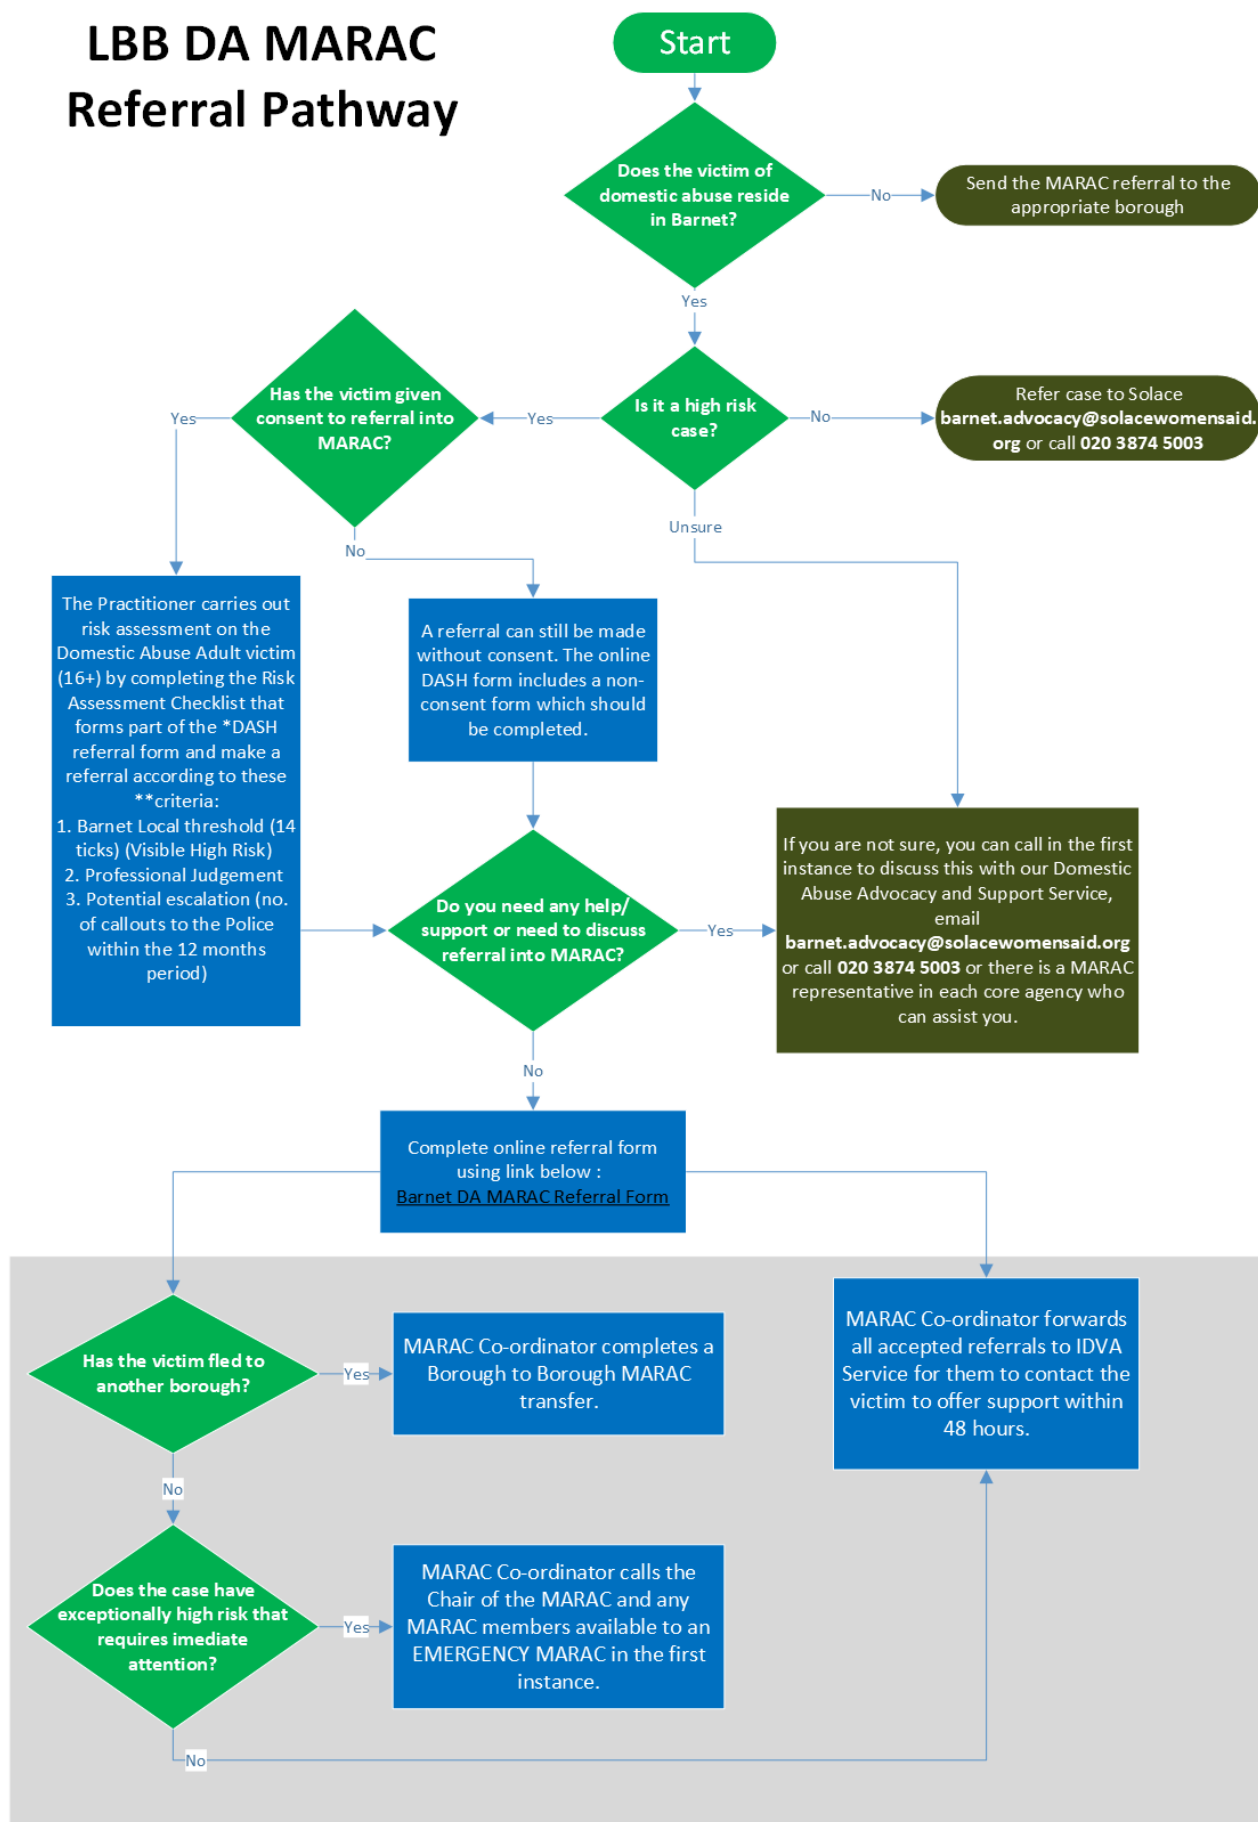 LBB DA MARAC
Referral Pathway
Start
Does the victim of
domestic abuse reside
in Barnet?
No
Send the MARAC referral to the
appropriate borough
Yes
Has the victim given
consent to referral into
MARAC?
Yes
Yes
Is it a high risk
case?
No
Refer case to Solace
barnet.advocacy@solacewomensaid.
org or call 020 3874 5003
Unsure
No
The Practitioner carries out
risk assessment on the
Domestic Abuse Adult victim
(16+) by completing the Risk
Assessment Checklist that
forms part of the *DASH
referral form and make a
referral according to these
**criteria:
1. Barnet Local threshold (14
ticks) (Visible High Risk)
2. Professional Judgement
3. Potential escalation (no.
of callouts to the Police
within the 12 months
period)
A referral can still be made
without consent. The online
DASH form includes a non-
consent form which should
be completed.
Do you need any help/
support or need to discuss
referral into MARAC?
Yes
If you are not sure, you can call in the first
instance to discuss this with our Domestic
Abuse Advocacy and Support Service,
email
barnet.advocacy@solacewomensaid.org
or call 020 3874 5003 or there is a MARAC
representative in each core agency who
can assist you.
No
Complete online referral form
using link below :
Barnet DA MARAC Referral Form
Has the victim fled to
another borough?
Yes
MARAC Co-ordinator completes a
Borough to Borough MARAC
transfer.
MARAC Co-ordinator forwards
all accepted referrals to IDVA
Service for them to contact the
victim to offer support within
48 hours.
No
Does the case have
exceptionally high risk that
requires imediate
attention?
Yes
MARAC Co-ordinator calls the
Chair of the MARAC and any
MARAC members available to an
EMERGENCY MARAC in the first
instance.
No